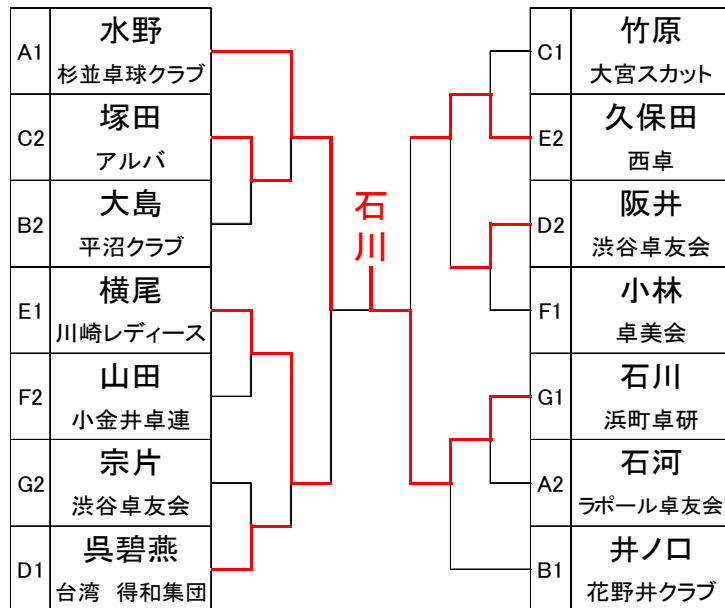 A1
水野
杉並卓球クラブ
C2
塚田
アルバ
B2
大島
平沼クラブ
E1
横尾
川崎レディース
F2
山田
小金井卓連
G2
宗片
渋谷卓友会
D1
呉碧燕
台湾 得和集団
石川
C1
竹原
大宮スカット
E2
久保田
西卓
D2
阪井
渋谷卓友会
F1
小林
卓美会
G1
石川
浜町卓研
A2
石河
ラポール卓友会
B1
井ノ口
花野井クラブ